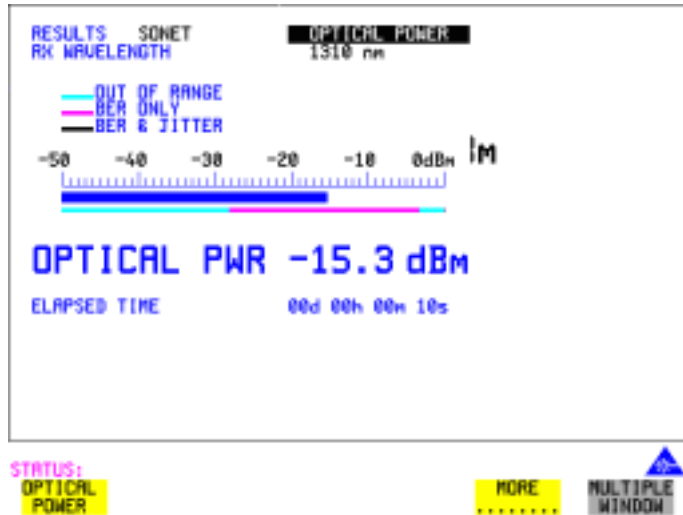 RESULTS SONET OPTICAL POWER
RX WAVELENGTH 1310 nm
OUT OF RANGE
BER ONLY
BER & JITTER
-50 -40 -30 -20 -10 0dBm
M
OPTICAL PWR -15.3 dBm
ELAPSED TIME 00d 00h 00m 10s
STATUS:
OPTICAL POWER
MORE ........
MULTIPLE WINDOW